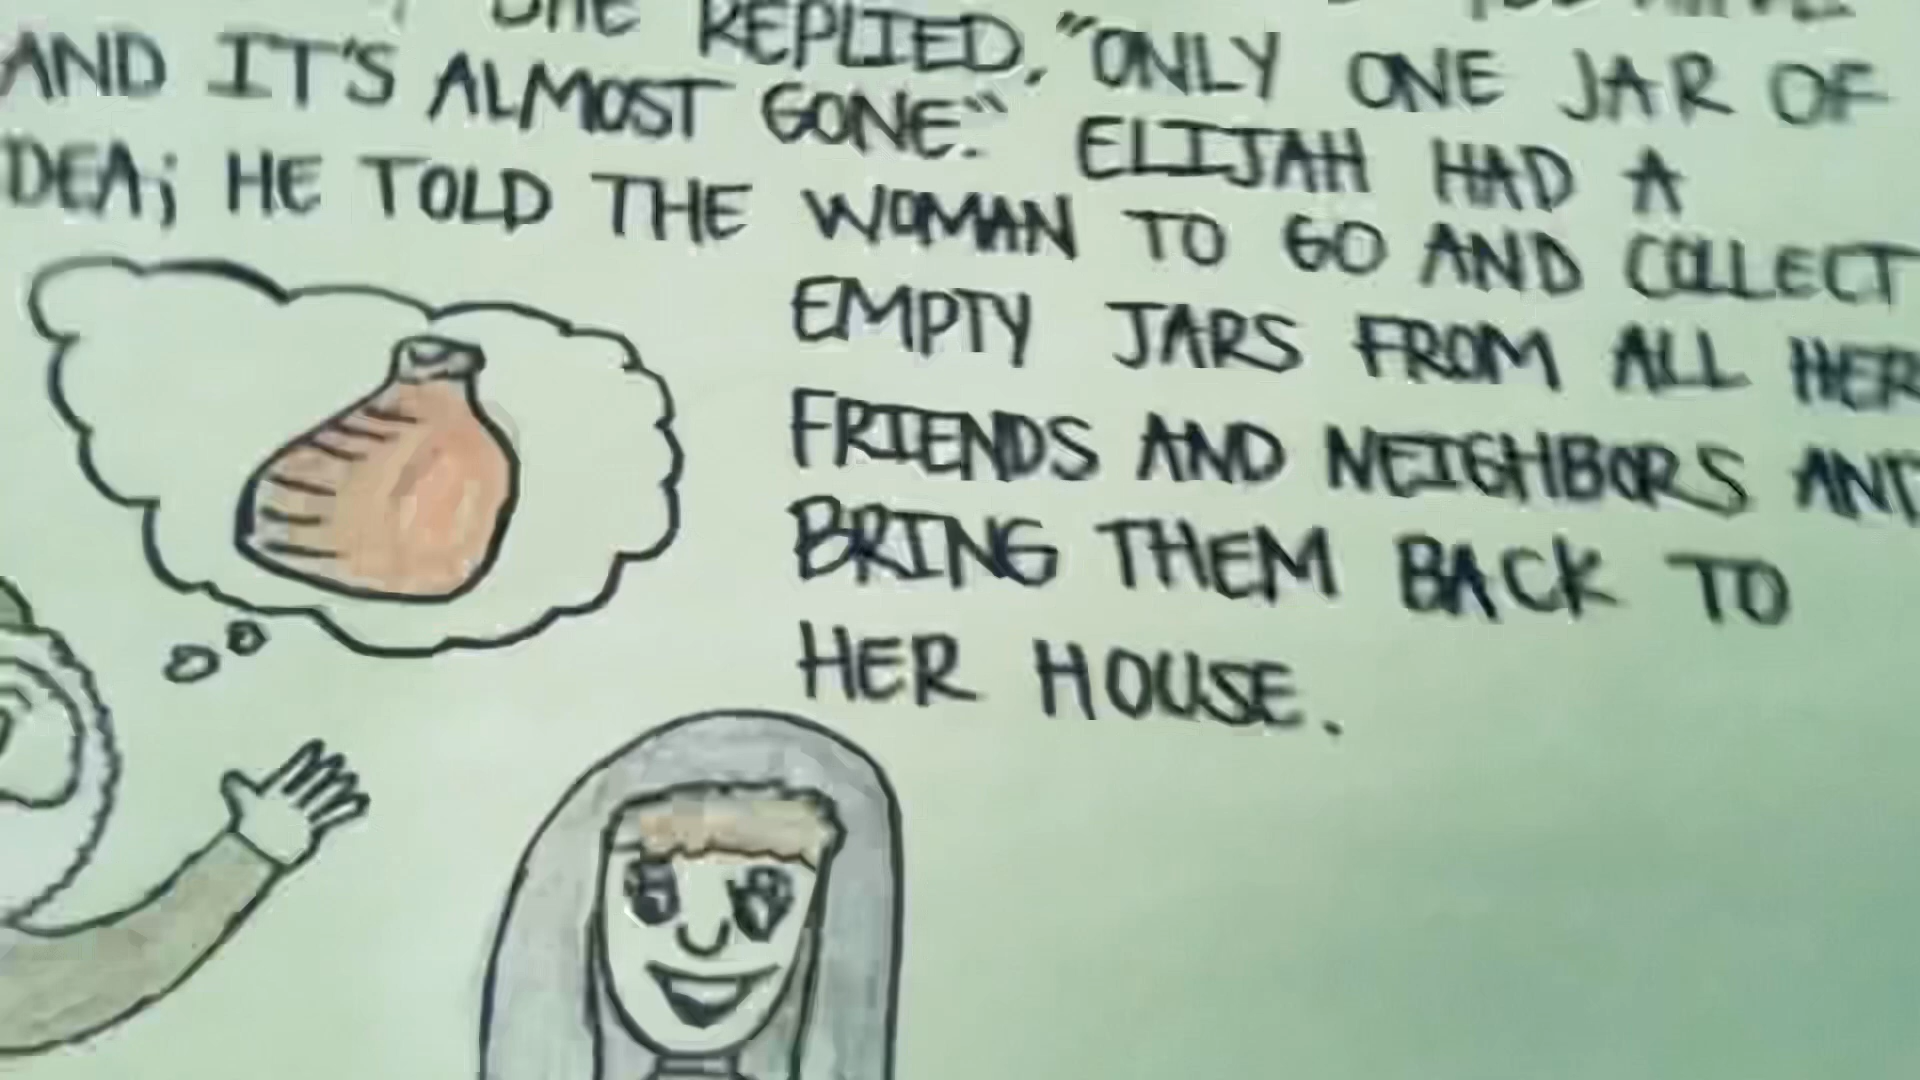 SHE REPLIED, "ONLY ONE JAR OF
AND IT'S ALMOST GONE." ELIJAH HAD A
DEA; HE TOLD THE WOMAN TO GO AND COLLECT
EMPTY JARS FROM ALL HER
FRIENDS AND NEIGHBORS AND
BRING THEM BACK TO
HER HOUSE.